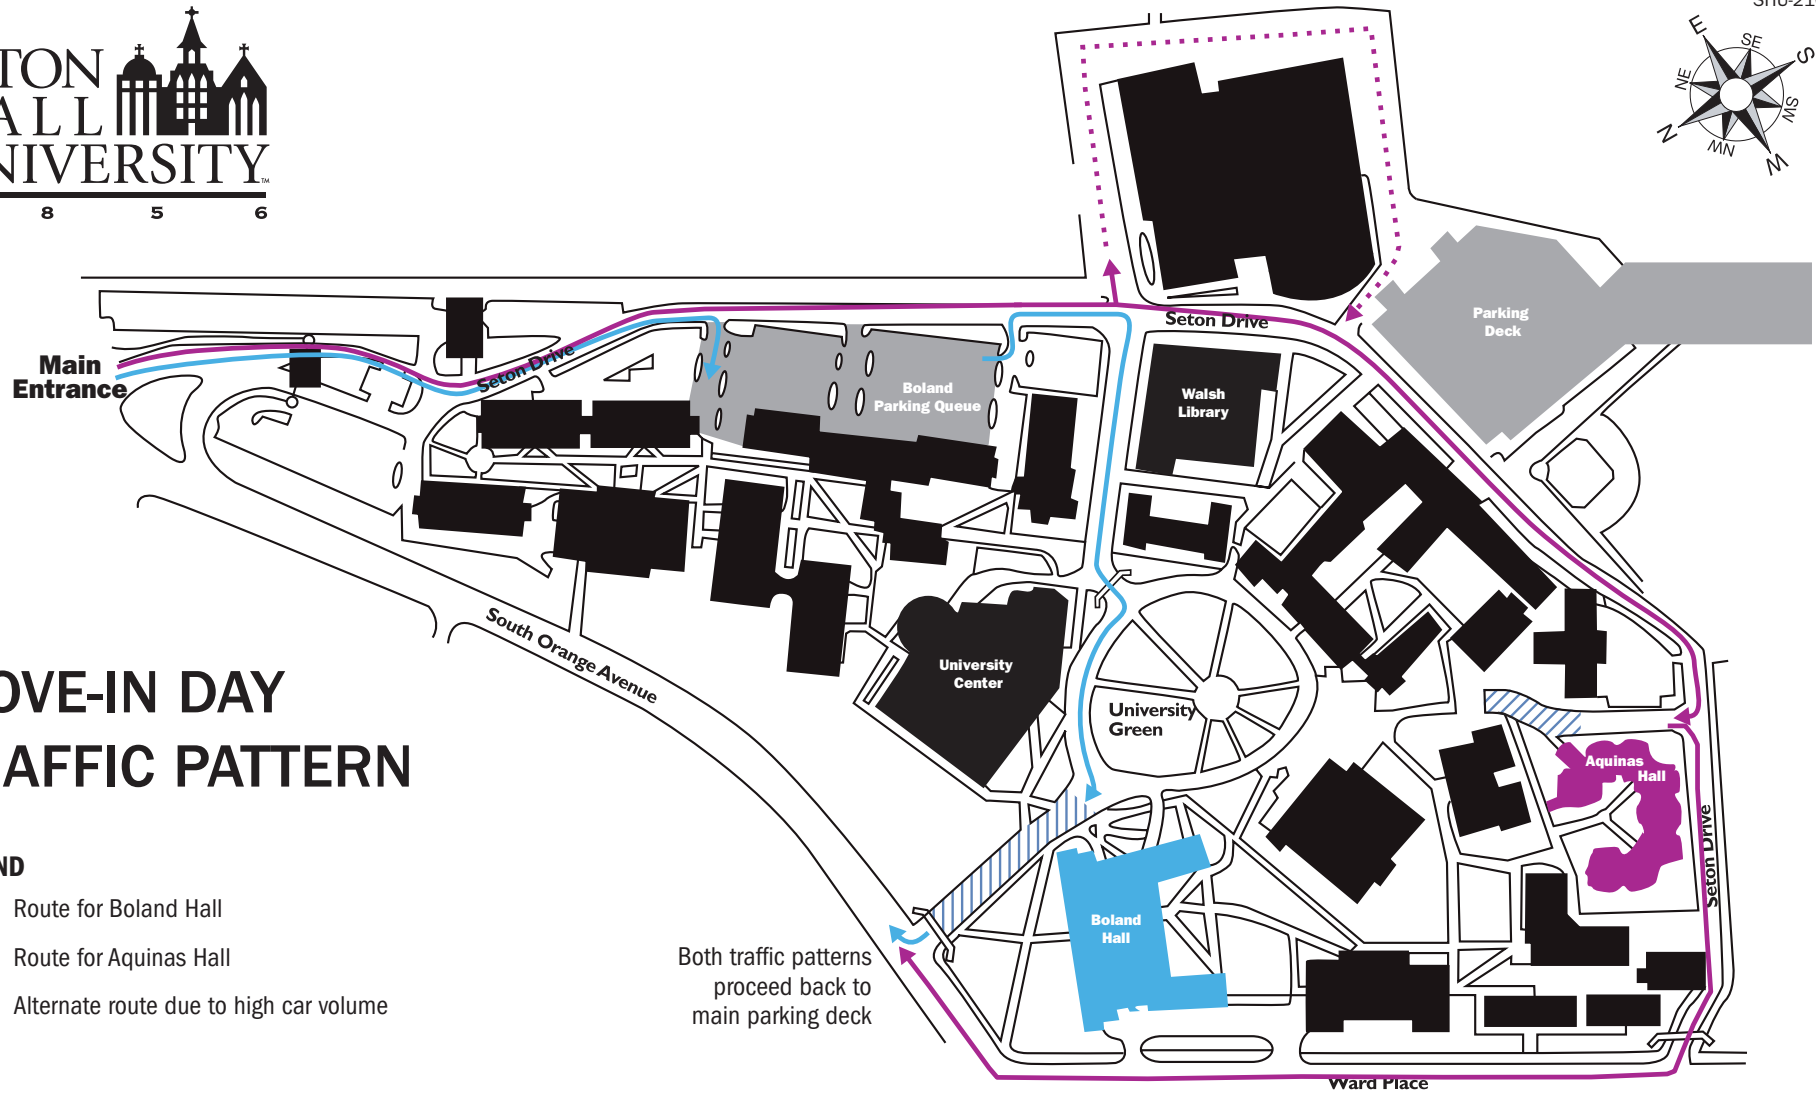 TON
ALL
NIVERSITY
8 5 6
E
SE
S
SW
W
NW
N
NE
Main
Entrance
Seton Drive
Boland
Parking Queue
Seton Drive
Walsh
Library
Parking
Deck
South Orange Avenue
University
Center
University
Green
Aquinas
Hall
Seton Drive
Boland
Hall
Ward Place
OVE-IN DAY
AFFIC PATTERN
ND
Route for Boland Hall
Route for Aquinas Hall
Alternate route due to high car volume
Both traffic patterns
proceed back to
main parking deck